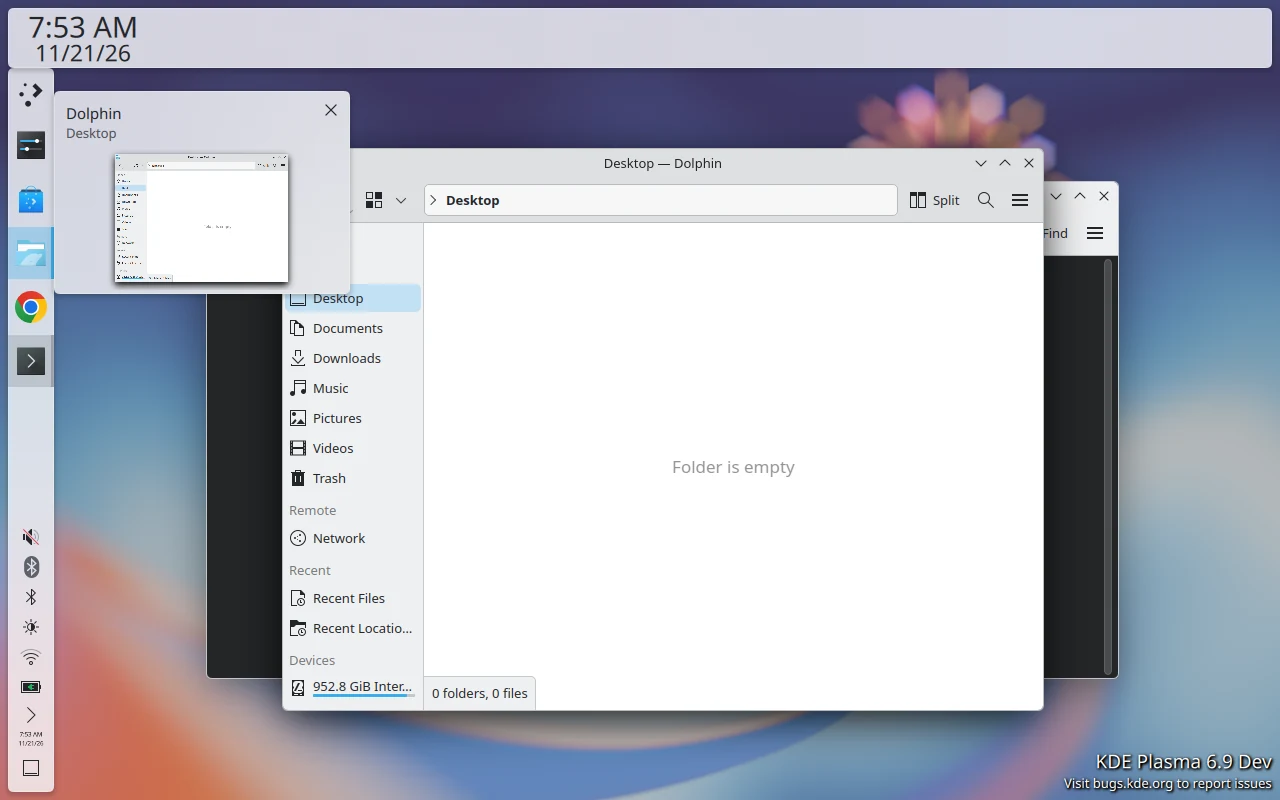 7:53 AM
11/21/26
Dolphin
Desktop
Desktop — Dolphin
Desktop
Split
Find
Desktop
Documents
Downloads
Music
Pictures
Videos
Trash
Remote
Network
Recent
Recent Files
Recent Locatio...
Devices
952.8 GiB Inter...
Folder is empty
0 folders, 0 files
7:53 AM
11/21/26
KDE Plasma 6.9 Dev
Visit bugs.kde.org to report issues